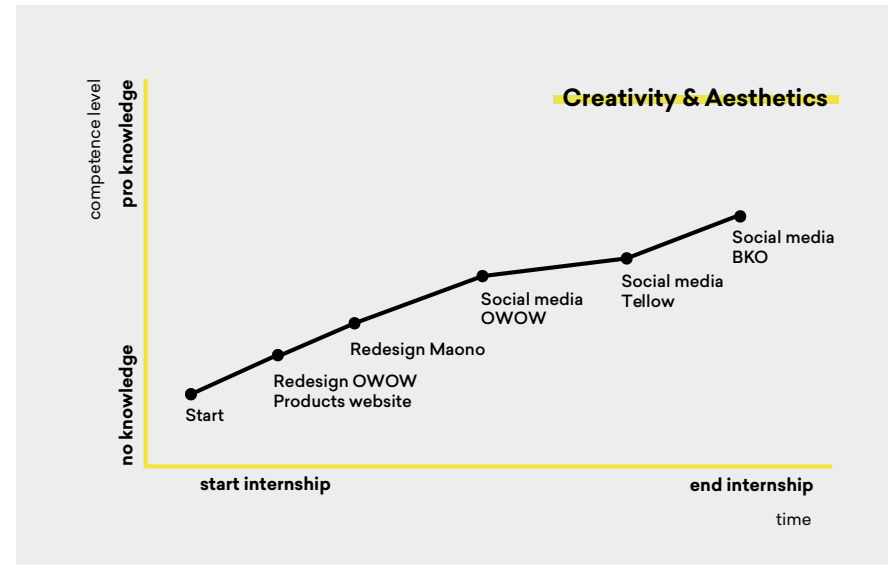 Creativity & Aesthetics
competence level
pro knowledge
no knowledge
Start
Redesign OWOW
Products website
Redesign Maono
Social media
OWOW
Social media
Tellow
Social media
BKO
start internship
end internship
time